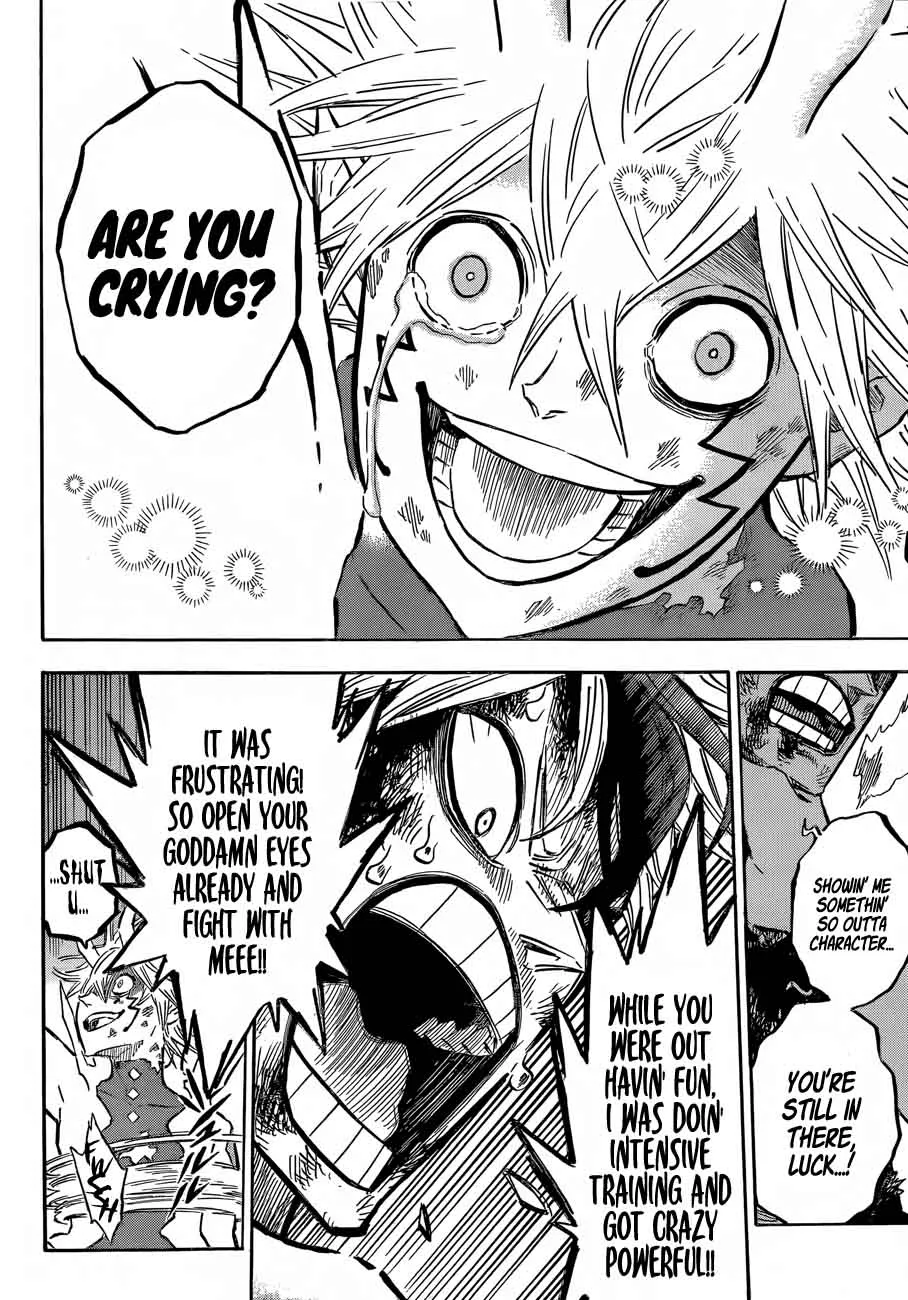 ARE YOU
CRYING?
SHOWIN' ME
SOMETHIN'
SO OUTTA
CHARACTER...
YOU'RE
STILL IN
THERE,
LUCK...!
WHILE YOU
WERE OUT
HAVIN' FUN,
I WAS DOIN'
INTENSIVE
TRAINING AND
GOT CRAZY
POWERFUL!!
IT WAS
FRUSTRATING!
SO OPEN YOUR
GODDAMN EYES
ALREADY AND
FIGHT WITH
MEEE!!
...SHUT
U...